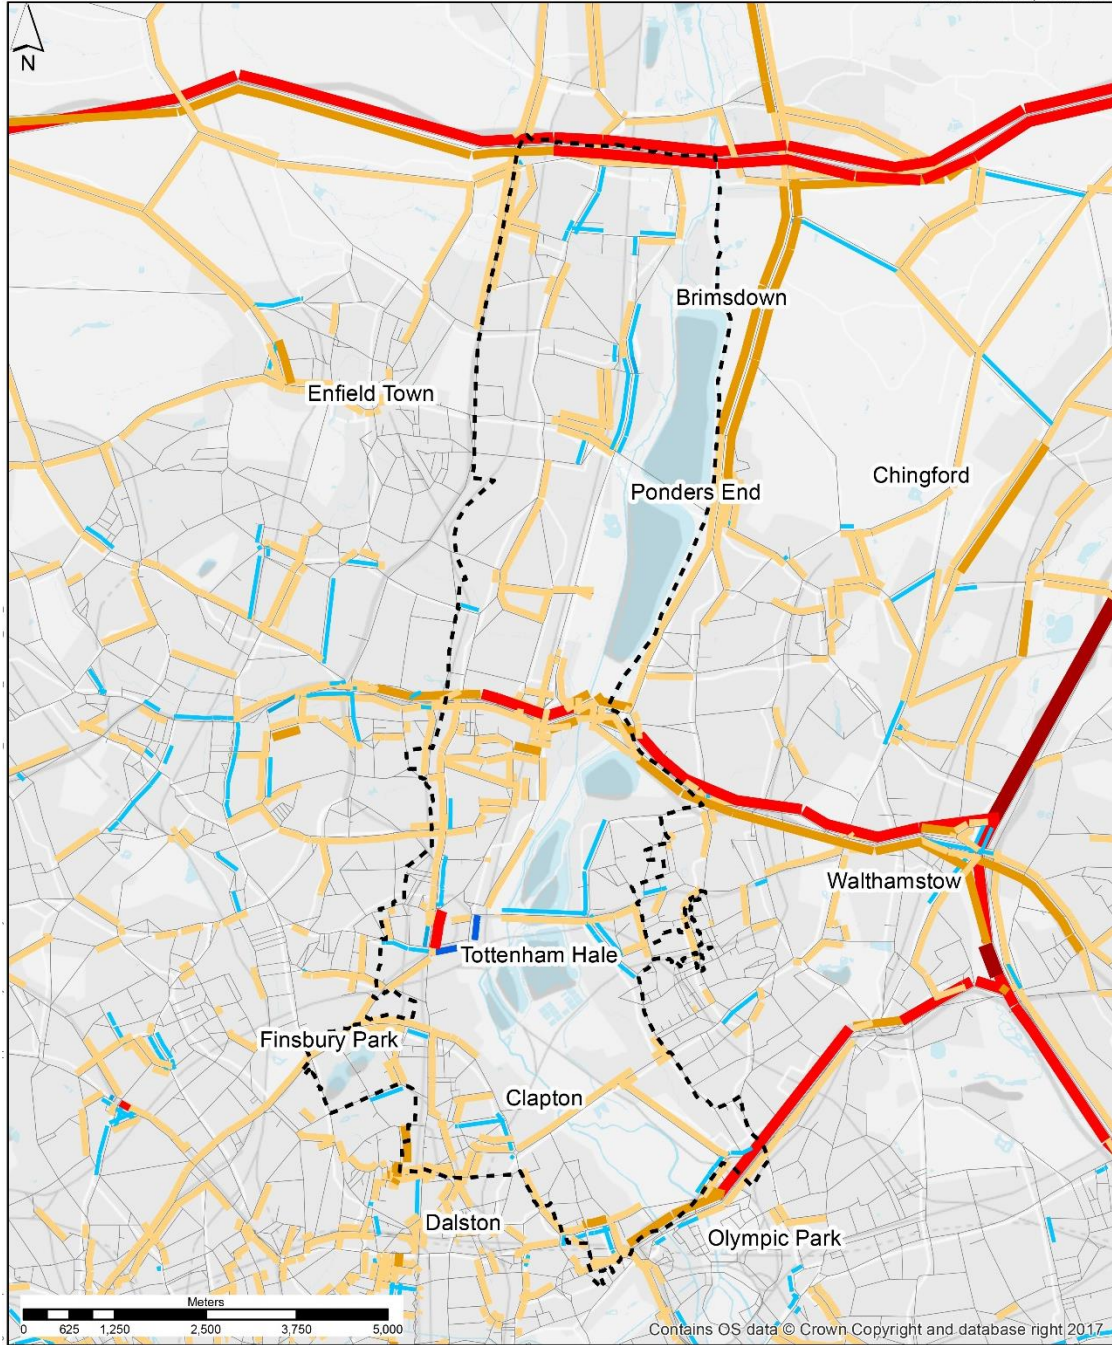 N
Brimsdown
Enfield Town
Chingford
Ponders End
Walthamstow
Tottenham Hale
Finsbury Park
Clapton
Dalston
Olympic Park
Meters
0 625 1,250 2,500 3,750 5,000
Contains OS data © Crown Copyright and database right 2017